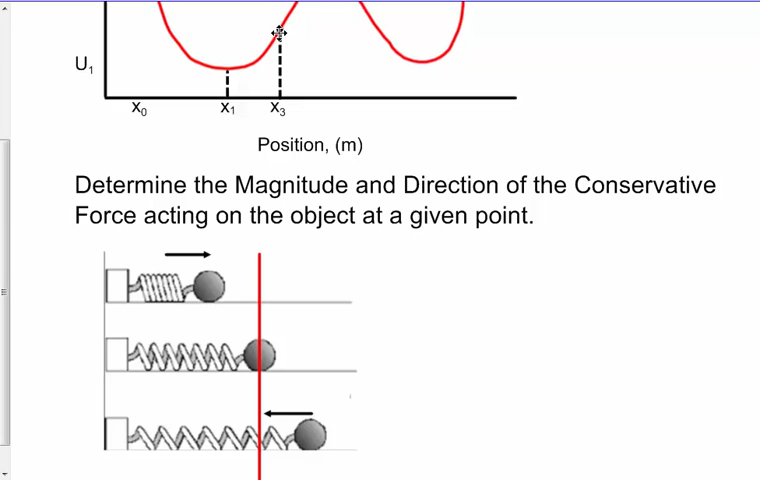 U₁
x₀ x₁ x₃
Position, (m)
Determine the Magnitude and Direction of the Conservative
Force acting on the object at a given point.